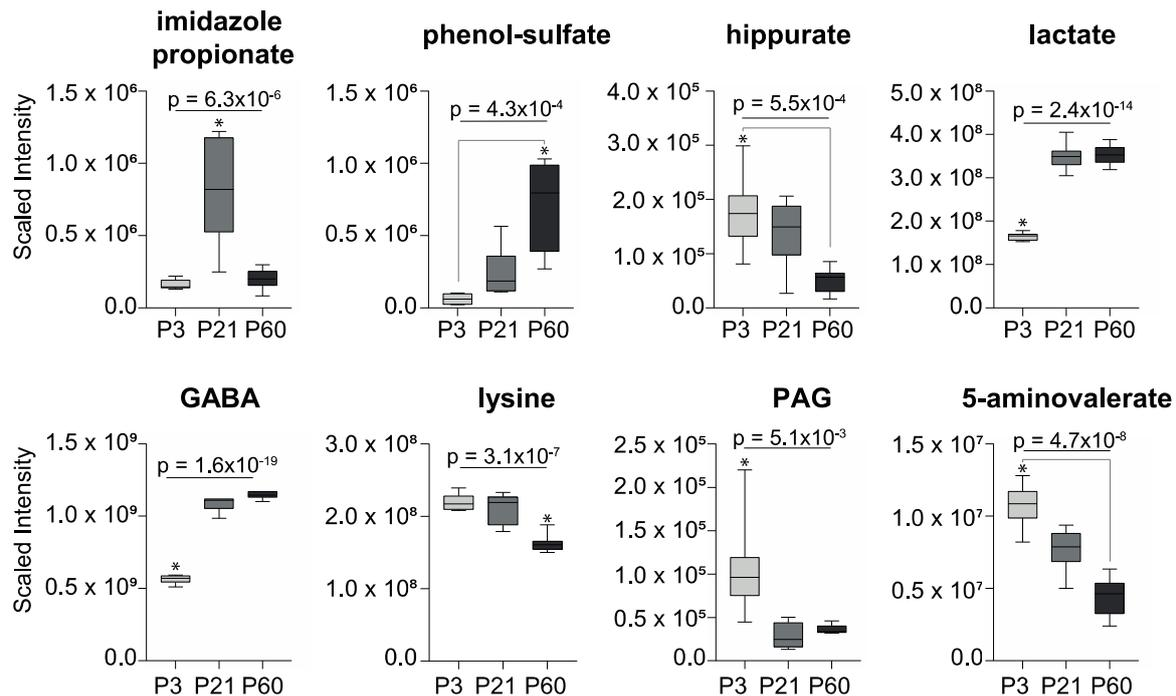 imidazole
propionate
Scaled Intensity
1.5 x 10⁶
1.0 x 10⁶
0.5 x 10⁶
0.0
p = 6.3x10⁻⁶
*
P3 P21 P60
phenol-sulfate
1.5 x 10⁶
1.0 x 10⁶
0.5 x 10⁶
0.0
p = 4.3x10⁻⁴
*
P3 P21 P60
hippurate
4.0 x 10⁵
3.0 x 10⁵
2.0 x 10⁵
1.0 x 10⁵
0.0
p = 5.5x10⁻⁴
*
P3 P21 P60
lactate
5.0 x 10⁸
4.0 x 10⁸
3.0 x 10⁸
2.0 x 10⁸
1.0 x 10⁸
0.0
p = 2.4x10⁻¹⁴
*
P3 P21 P60
GABA
Scaled Intensity
1.5 x 10⁹
1.0 x 10⁹
0.5 x 10⁹
0.0
p = 1.6x10⁻¹⁹
*
P3 P21 P60
lysine
3.0 x 10⁸
2.0 x 10⁸
1.0 x 10⁸
0.0
p = 3.1x10⁻⁷
*
P3 P21 P60
PAG
2.5 x 10⁵
2.0 x 10⁵
1.5 x 10⁵
1.0 x 10⁵
0.5 x 10⁵
0.0
p = 5.1x10⁻³
*
P3 P21 P60
5-aminovalerate
1.5 x 10⁷
1.0 x 10⁷
0.5 x 10⁷
0.0
p = 4.7x10⁻⁸
*
P3 P21 P60